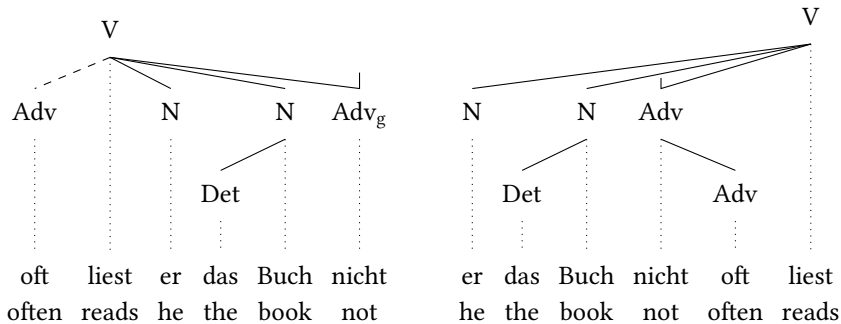 V V
Adv N N Adv_g N N Adv
Det Det Adv
oft liest er das Buch nicht er das Buch nicht oft liest
often reads he the book not he the book not often reads